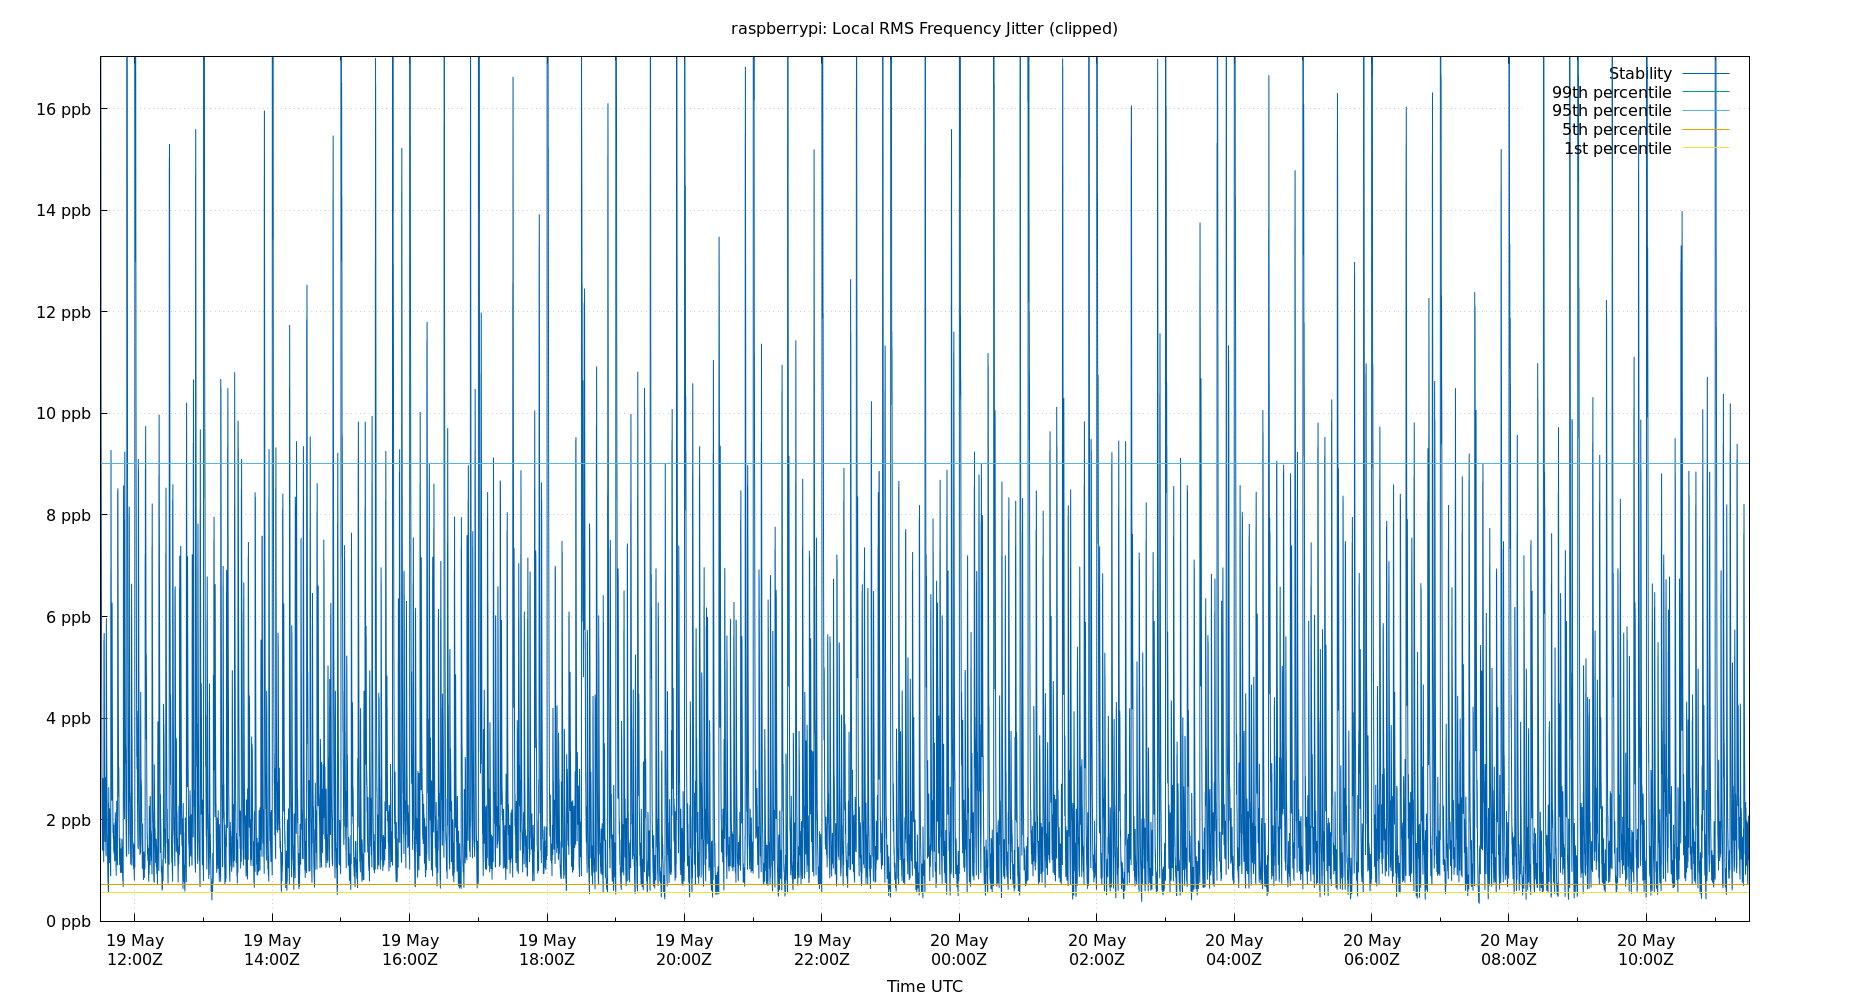 raspberrypi: Local RMS Frequency Jitter (clipped)
Stability
99th percentile
95th percentile
5th percentile
1st percentile
16 ppb
14 ppb
12 ppb
10 ppb
8 ppb
6 ppb
4 ppb
2 ppb
0 ppb
19 May 19 May 19 May 19 May 19 May 19 May 20 May 20 May 20 May 20 May 20 May 20 May
12:00Z 14:00Z 16:00Z 18:00Z 20:00Z 22:00Z 00:00Z 02:00Z 04:00Z 06:00Z 08:00Z 10:00Z
Time UTC